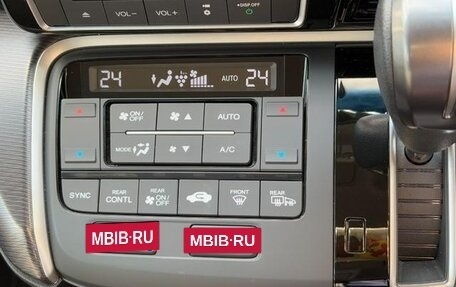 VOL− VOL+ ☀DISP OFF
24 AUTO 24
ON/OFF AUTO
MODE A/C
SYNC REAR CONTL REAR ON/OFF FRONT REAR
MBIB·RU MBIB·RU